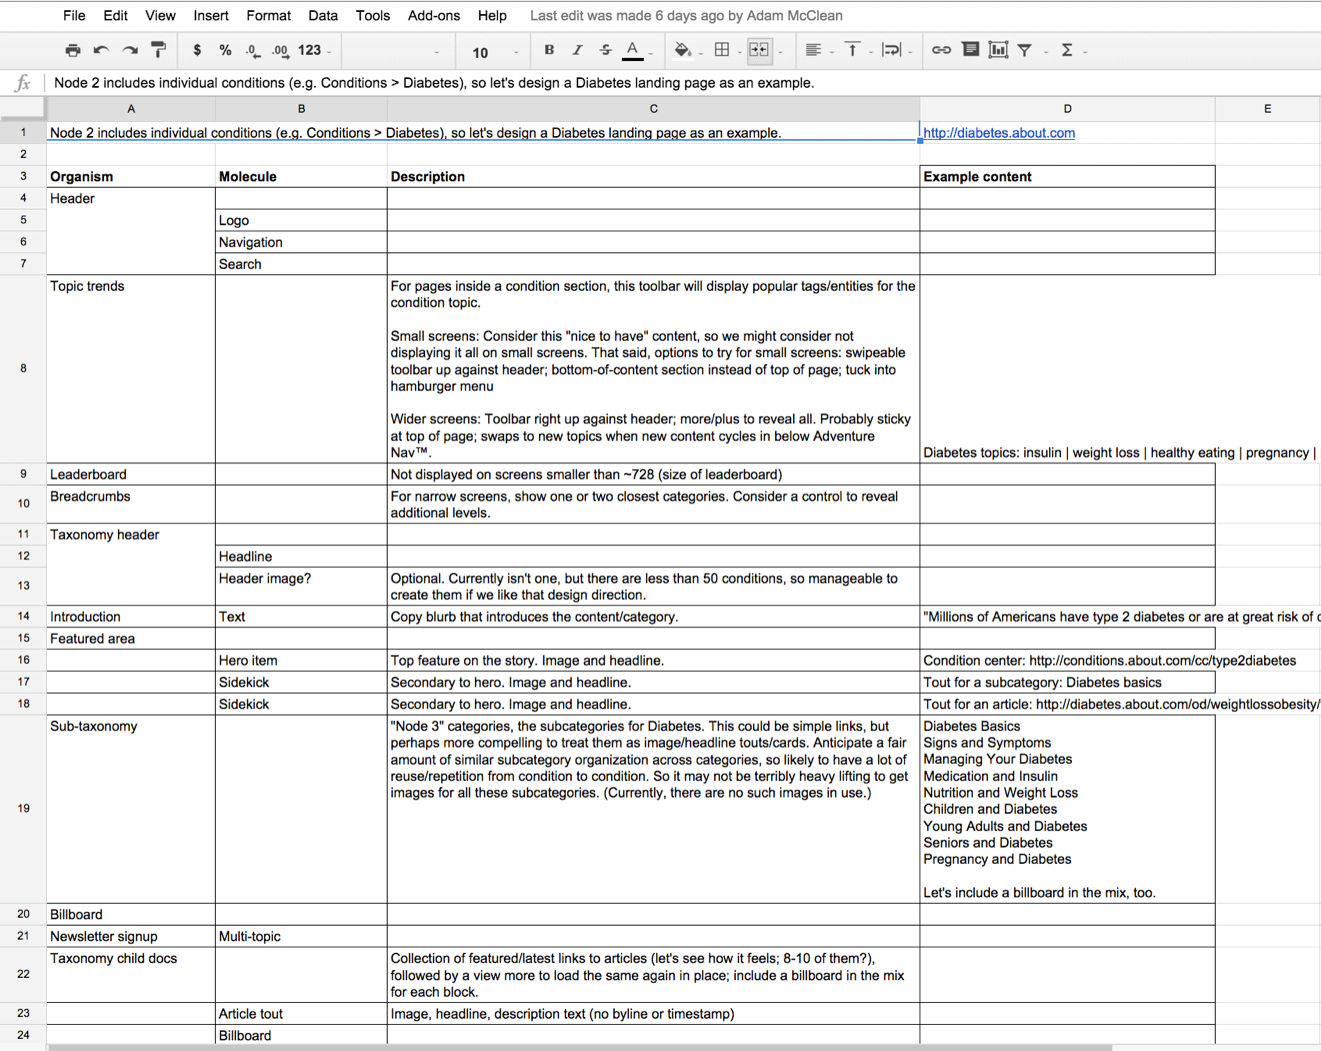 File Edit View Insert Format Data Tools Add-ons Help Last edit was made 6 days ago by Adam McClean
$ % .0 .00 123 10 B I S A Σ
fx Node 2 includes individual conditions (e.g. Conditions > Diabetes), so let's design a Diabetes landing page as an example.
A B C D E
1 Node 2 includes individual conditions (e.g. Conditions > Diabetes), so let's design a Diabetes landing page as an example. http://diabetes.about.com
2
3 Organism Molecule Description Example content
4 Header
5 Logo
6 Navigation
7 Search
8 Topic trends
For pages inside a condition section, this toolbar will display popular tags/entities for the
condition topic.
Small screens: Consider this "nice to have" content, so we might consider not
displaying it all on small screens. That said, options to try for small screens: swipeable
toolbar up against header; bottom-of-content section instead of top of page; tuck into
hamburger menu
Wider screens: Toolbar right up against header; more/plus to reveal all. Probably sticky
at top of page; swaps to new topics when new content cycles in below Adventure
Nav™.
Diabetes topics: insulin | weight loss | healthy eating | pregnancy |
9 Leaderboard Not displayed on screens smaller than ~728 (size of leaderboard)
10 Breadcrumbs For narrow screens, show one or two closest categories. Consider a control to reveal
additional levels.
11 Taxonomy header
12 Headline
13 Header image? Optional. Currently isn't one, but there are less than 50 conditions, so manageable to
create them if we like that design direction.
14 Introduction Text Copy blurb that introduces the content/category. "Millions of Americans have type 2 diabetes or are at great risk of
15 Featured area
16 Hero item Top feature on the story. Image and headline. Condition center: http://conditions.about.com/cc/type2diabetes
17 Sidekick Secondary to hero. Image and headline. Tout for a subcategory: Diabetes basics
18 Sidekick Secondary to hero. Image and headline. Tout for an article: http://diabetes.about.com/od/weightlossobesity/
19 Sub-taxonomy
"Node 3" categories, the subcategories for Diabetes. This could be simple links, but
perhaps more compelling to treat them as image/headline touts/cards. Anticipate a fair
amount of similar subcategory organization across categories, so likely to have a lot of
reuse/repetition from condition to condition. So it may not be terribly heavy lifting to get
images for all these subcategories. (Currently, there are no such images in use.)
Diabetes Basics
Signs and Symptoms
Managing Your Diabetes
Medication and Insulin
Nutrition and Weight Loss
Children and Diabetes
Young Adults and Diabetes
Seniors and Diabetes
Pregnancy and Diabetes
Let's include a billboard in the mix, too.
20 Billboard
21 Newsletter signup Multi-topic
22 Taxonomy child docs Collection of featured/latest links to articles (let's see how it feels; 8-10 of them?),
followed by a view more to load the same again in place; include a billboard in the mix
for each block.
23 Article tout Image, headline, description text (no byline or timestamp)
24 Billboard